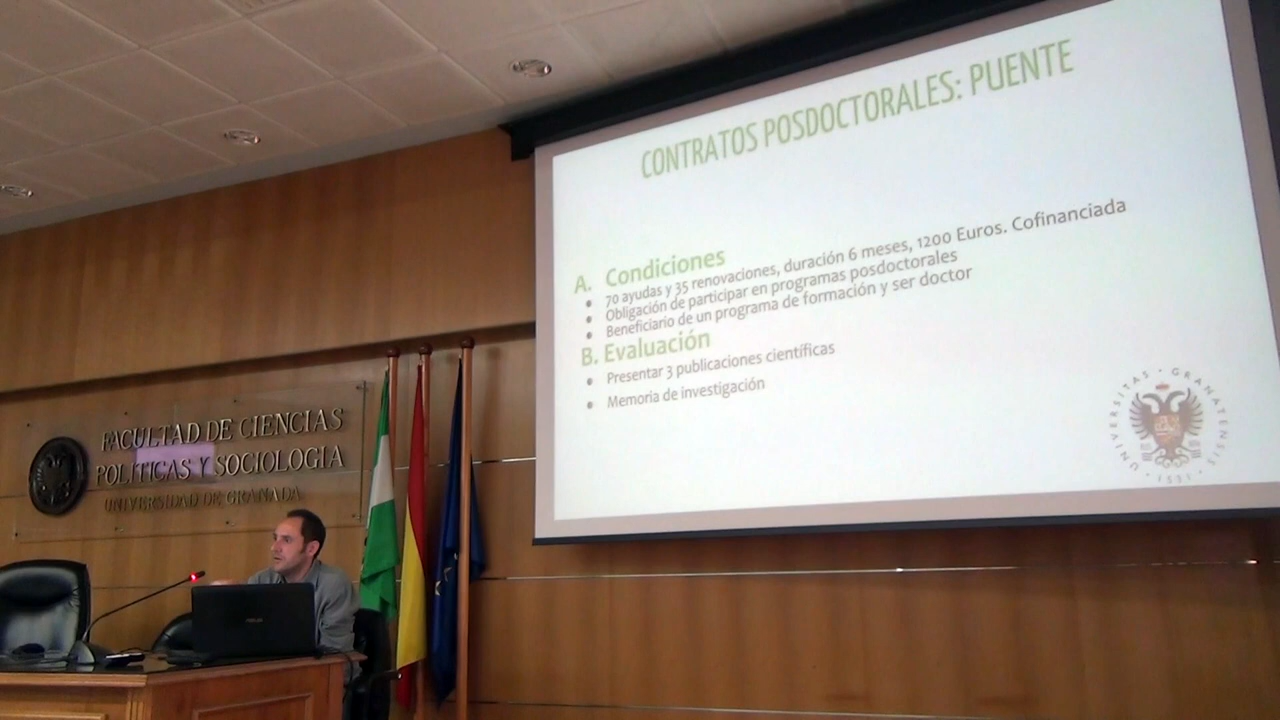 CONTRATOS POSDOCTORALES: PUENTE
A. Condiciones
• 70 ayudas y 35 renovaciones, duración 6 meses, 1200 Euros. Cofinanciada
• Obligación de participar en programas posdoctorales
• Beneficiario de un programa de formación y ser doctor
B. Evaluación
• Presentar 3 publicaciones científicas
• Memoria de investigación
UNIVERSITAS · GRANATENSIS
· 1531 ·
FACULTAD DE CIENCIAS
POLÍTICAS Y SOCIOLOGIA
UNIVERSIDAD DE GRANADA